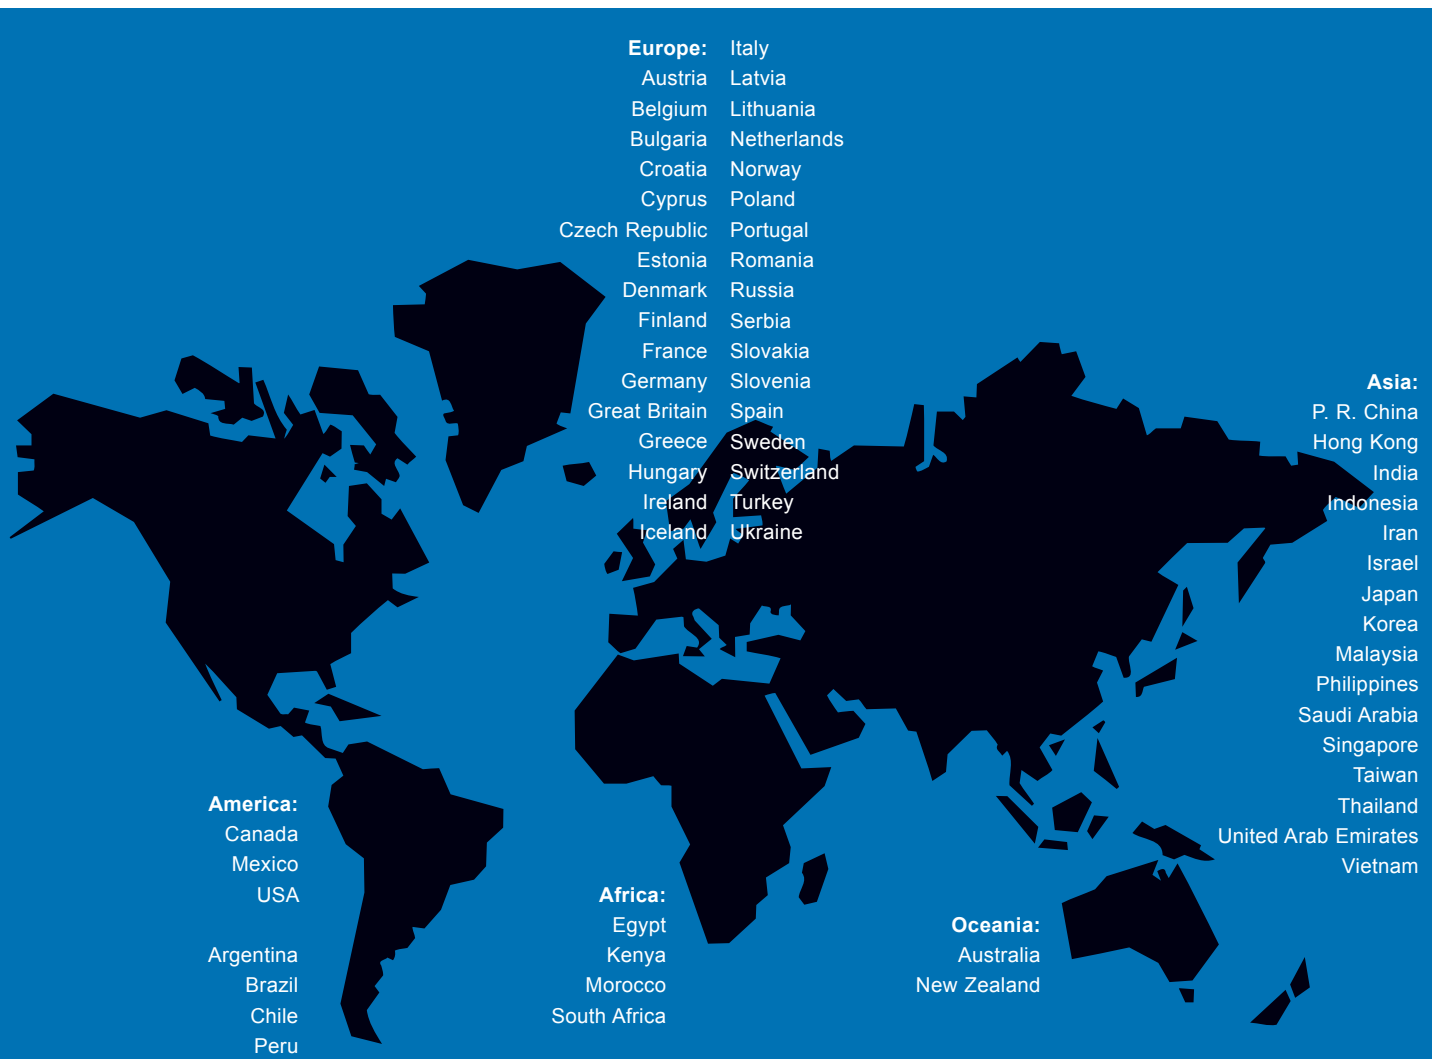 Europe:
Austria
Belgium
Bulgaria
Croatia
Cyprus
Czech Republic
Estonia
Denmark
Finland
France
Germany
Great Britain
Greece
Hungary
Ireland
Iceland
Italy
Latvia
Lithuania
Netherlands
Norway
Poland
Portugal
Romania
Russia
Serbia
Slovakia
Slovenia
Spain
Sweden
Switzerland
Turkey
Ukraine
Asia:
P. R. China
Hong Kong
India
Indonesia
Iran
Israel
Japan
Korea
Malaysia
Philippines
Saudi Arabia
Singapore
Taiwan
Thailand
United Arab Emirates
Vietnam
America:
Canada
Mexico
USA
Argentina
Brazil
Chile
Peru
Africa:
Egypt
Kenya
Morocco
South Africa
Oceania:
Australia
New Zealand